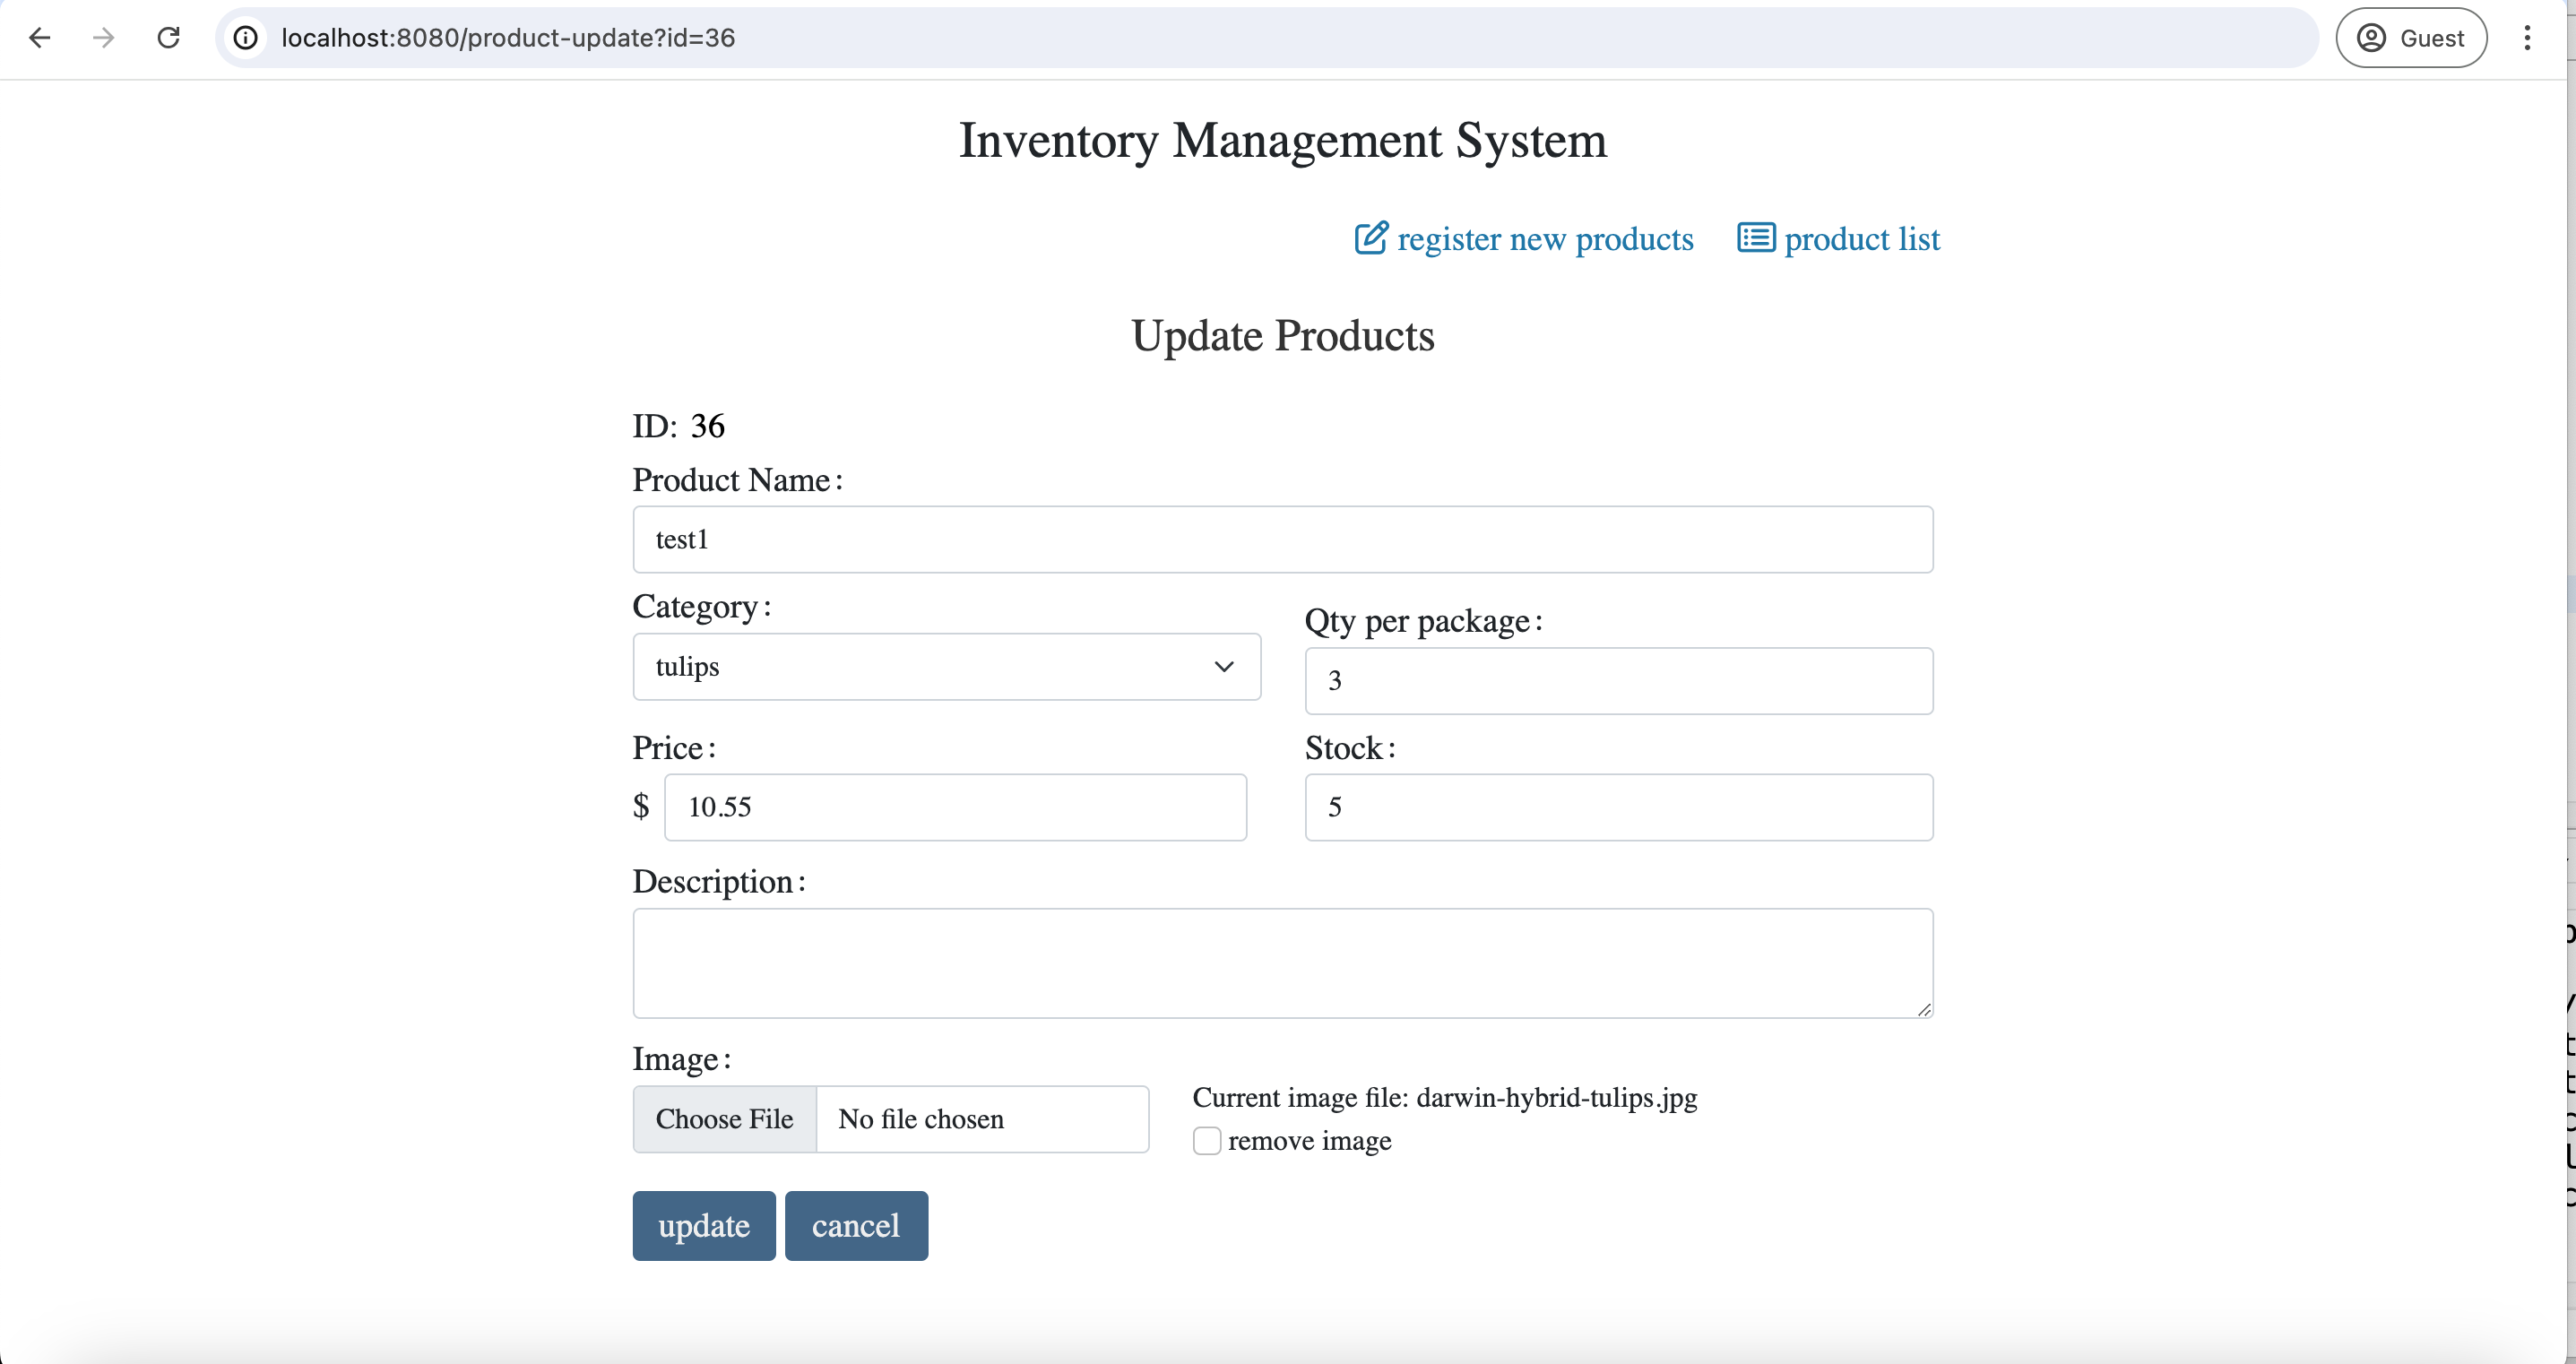 localhost:8080/product-update?id=36
Guest
Inventory Management System
register new products
product list
Update Products
ID: 36
Product Name:
test1
Category:
Qty per package:
tulips
3
Price:
Stock:
$ 10.55
5
Description:
Image:
Choose File No file chosen
Current image file: darwin-hybrid-tulips.jpg
remove image
update
cancel